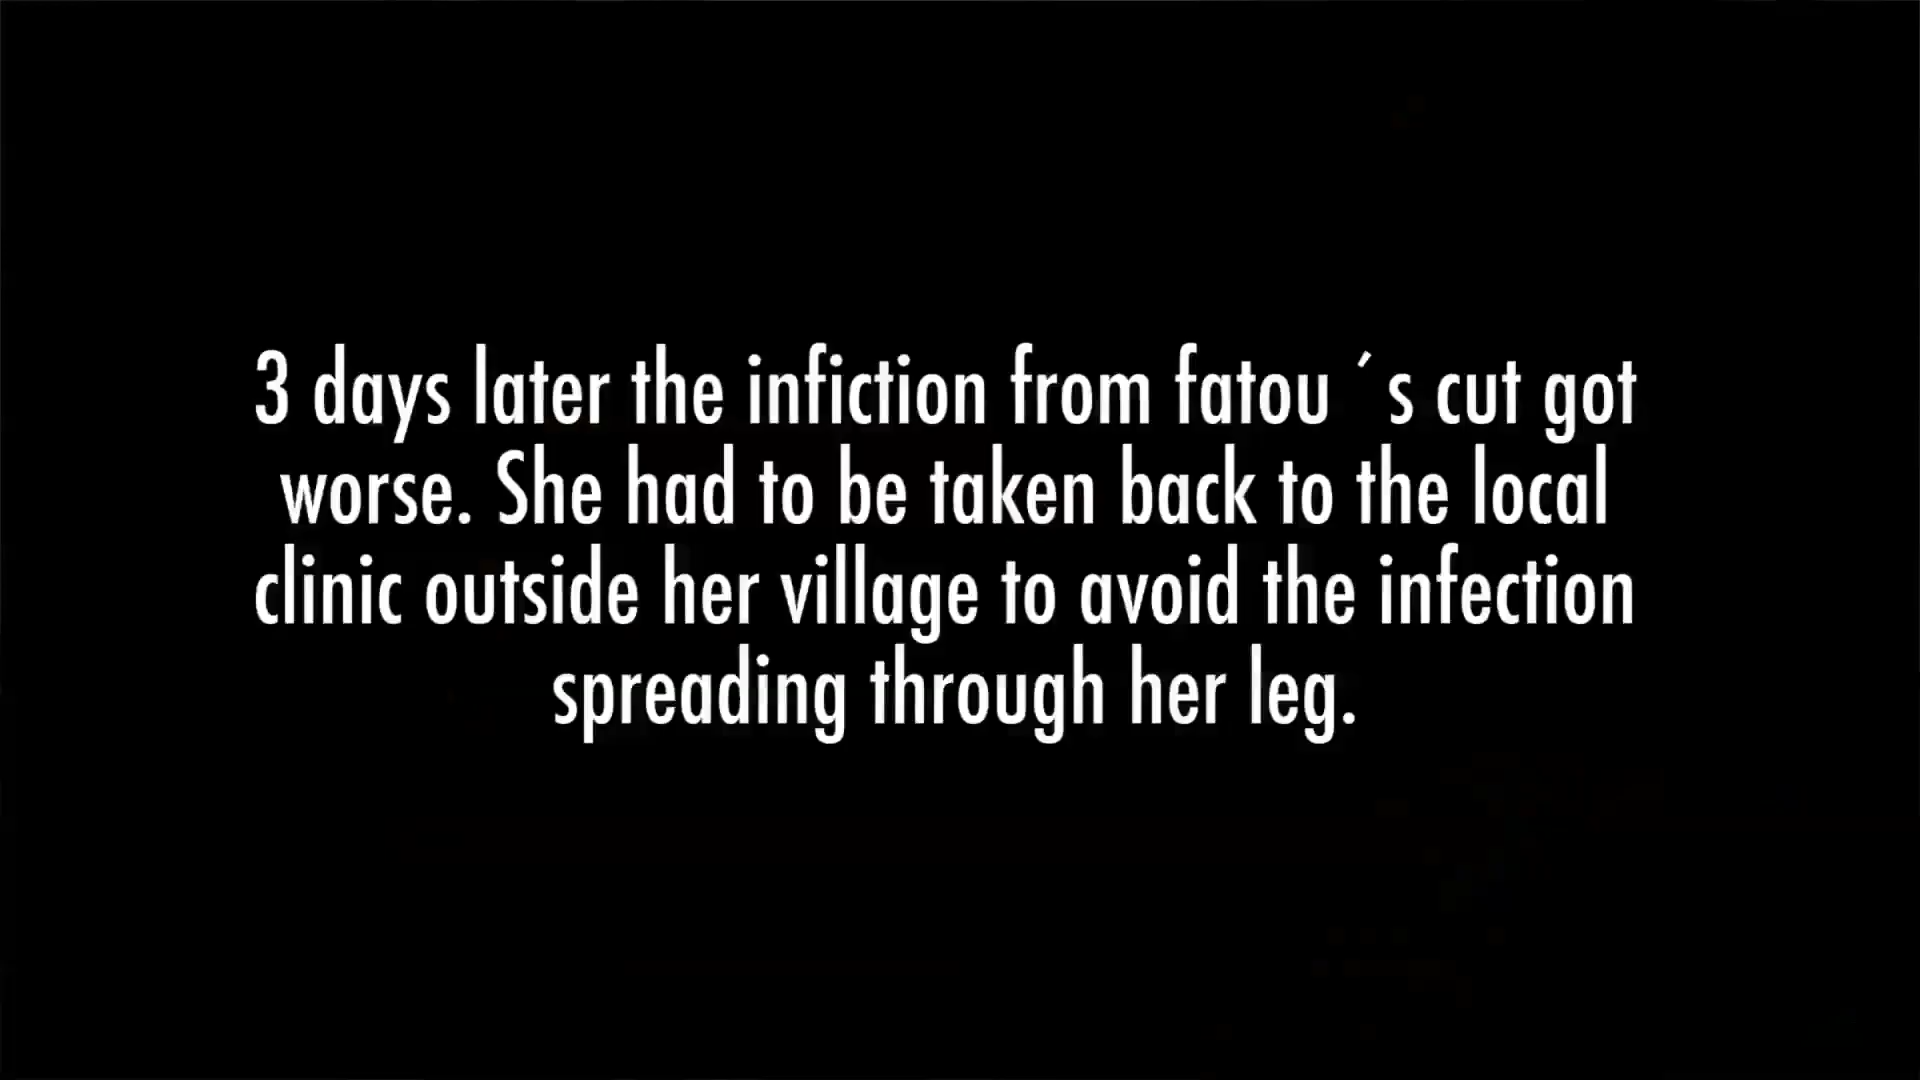 3 days later the infiction from fatou ´s cut got
worse. She had to be taken back to the local
clinic outside her village to avoid the infection
spreading through her leg.